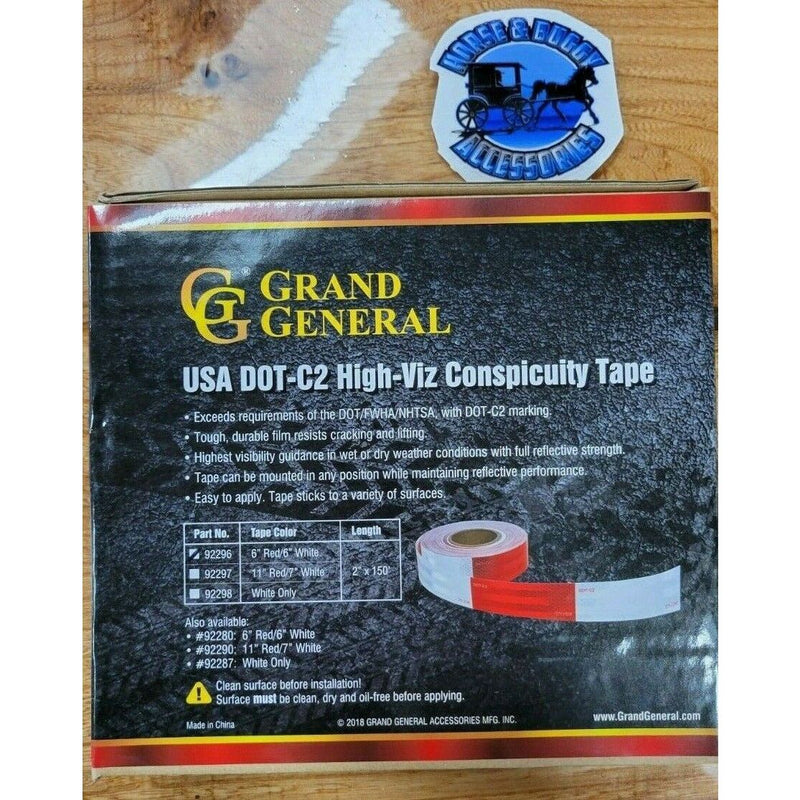 HORSE & BUGGY
ACCESSORIES
GG® GRAND
GENERAL
USA DOT-C2 High-Viz Conspicuity Tape
• Exceeds requirements of the DOT/FWHA/NHTSA, with DOT-C2 marking.
• Tough, durable film resists cracking and lifting.
• Highest visibility guidance in wet or dry weather conditions with full reflective strength.
• Tape can be mounted in any position while maintaining reflective performance.
• Easy to apply. Tape sticks to a variety of surfaces.
Part No. Tape Color Length
92296 6" Red/6" White
92297 11" Red/7" White 2" x 150'
92298 White Only
Also available:
• #92280: 6" Red/6" White
• #92290: 11" Red/7" White
• #92287: White Only
! Clean surface before installation!
Surface must be clean, dry and oil-free before applying.
Made in China
© 2018 GRAND GENERAL ACCESSORIES MFG. INC.
www.GrandGeneral.com